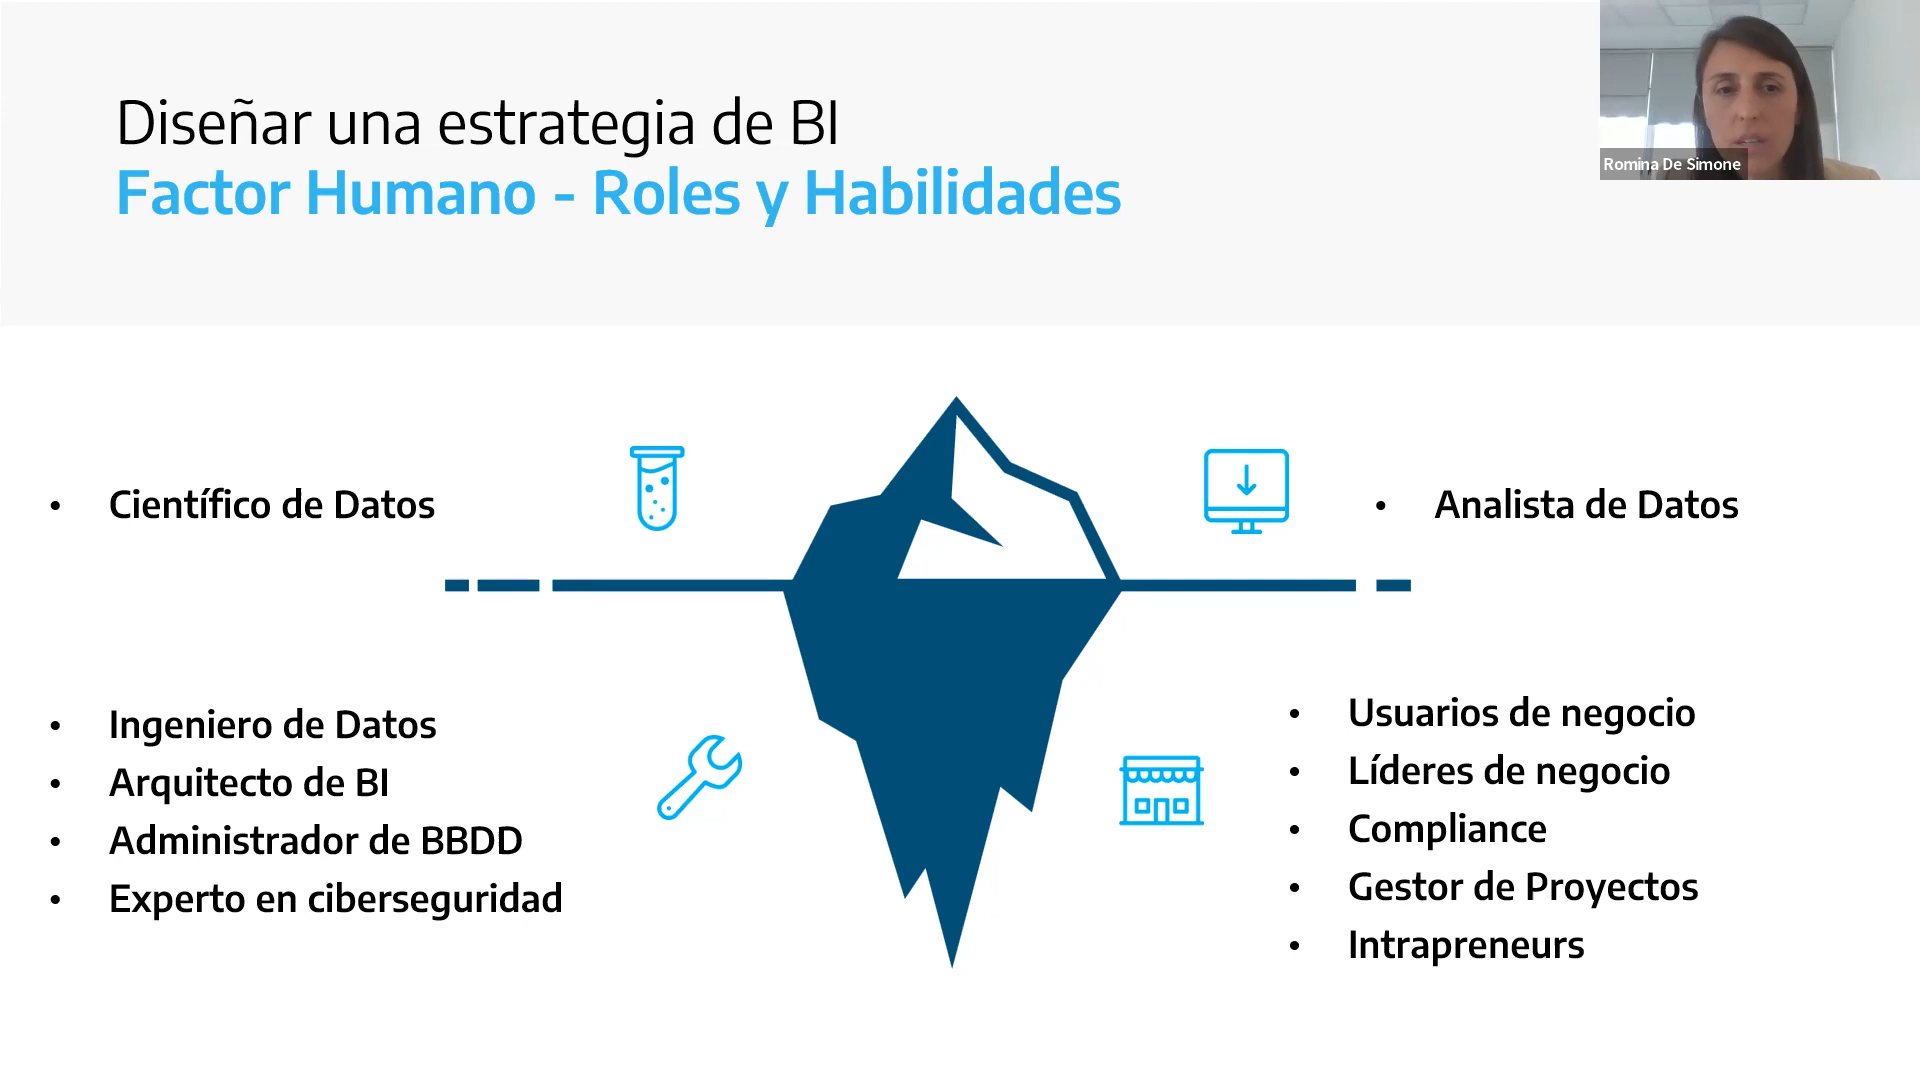 Diseñar una estrategia de BI
Factor Humano - Roles y Habilidades
Romina De Simone
• Científico de Datos
• Analista de Datos
• Ingeniero de Datos
• Arquitecto de BI
• Administrador de BBDD
• Experto en ciberseguridad
• Usuarios de negocio
• Líderes de negocio
• Compliance
• Gestor de Proyectos
• Intrapreneurs